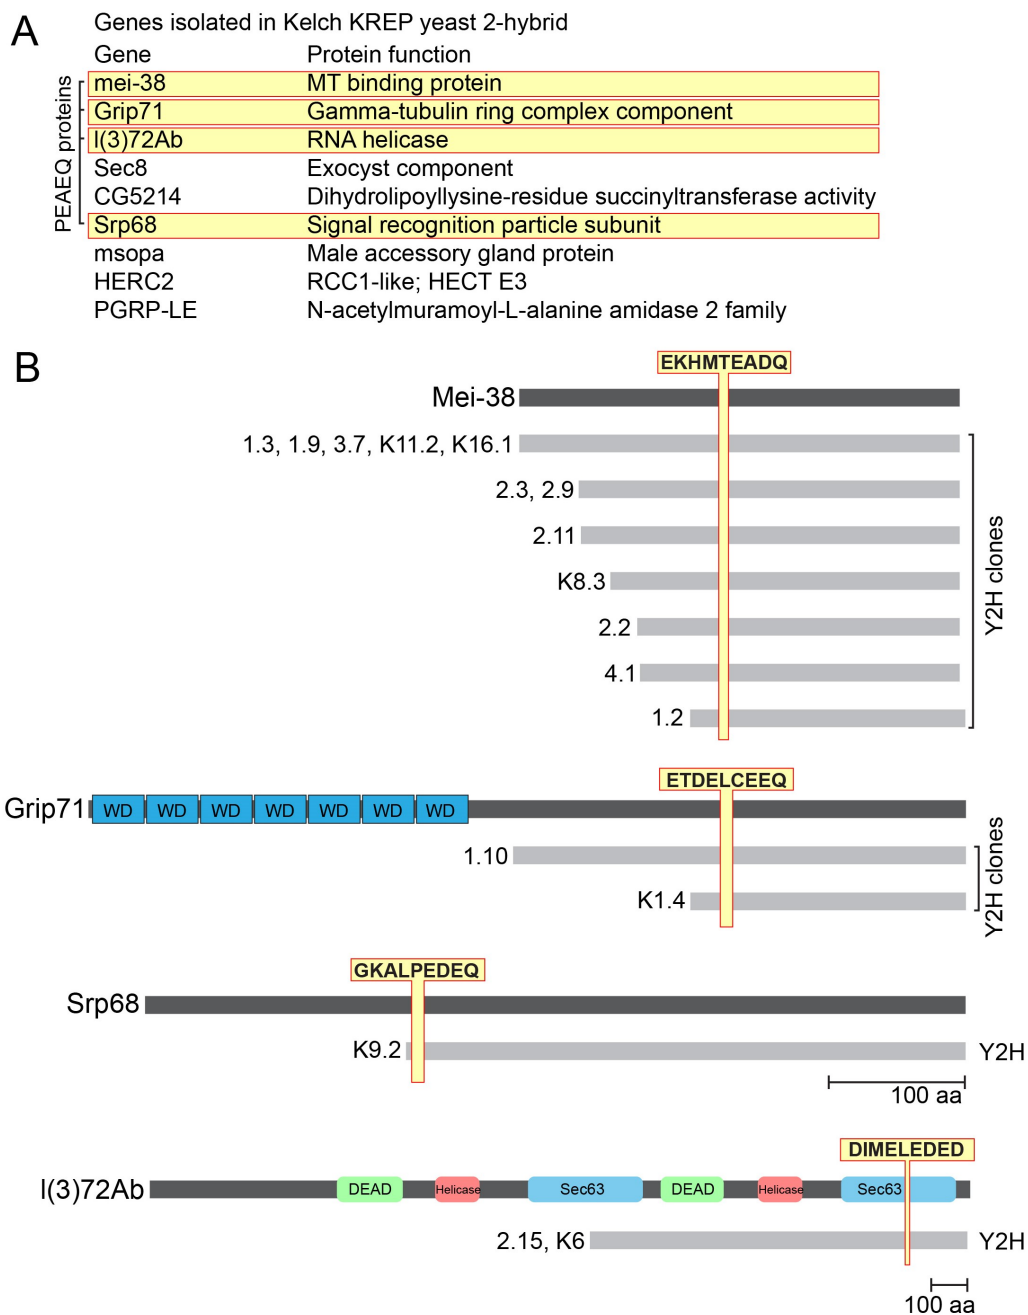 A
Genes isolated in Kelch KREP yeast 2-hybrid
Gene Protein function
PEAEQ proteins
mei-38 MT binding protein
Grip71 Gamma-tubulin ring complex component
l(3)72Ab RNA helicase
Sec8 Exocyst component
CG5214 Dihydrolipoyllysine-residue succinyltransferase activity
Srp68 Signal recognition particle subunit
msopa Male accessory gland protein
HERC2 RCC1-like; HECT E3
PGRP-LE N-acetylmuramoyl-L-alanine amidase 2 family
B
EKHMTEADQ
Mei-38
1.3, 1.9, 3.7, K11.2, K16.1
2.3, 2.9
2.11
K8.3
2.2
4.1
1.2
Y2H clones
ETDELCEEQ
Grip71 WD WD WD WD WD WD WD
1.10
K1.4
Y2H clones
GKALPEDEQ
Srp68
K9.2 Y2H
100 aa
DIMELEDED
l(3)72Ab DEAD Helicase Sec63 DEAD Helicase Sec63
2.15, K6 Y2H
100 aa